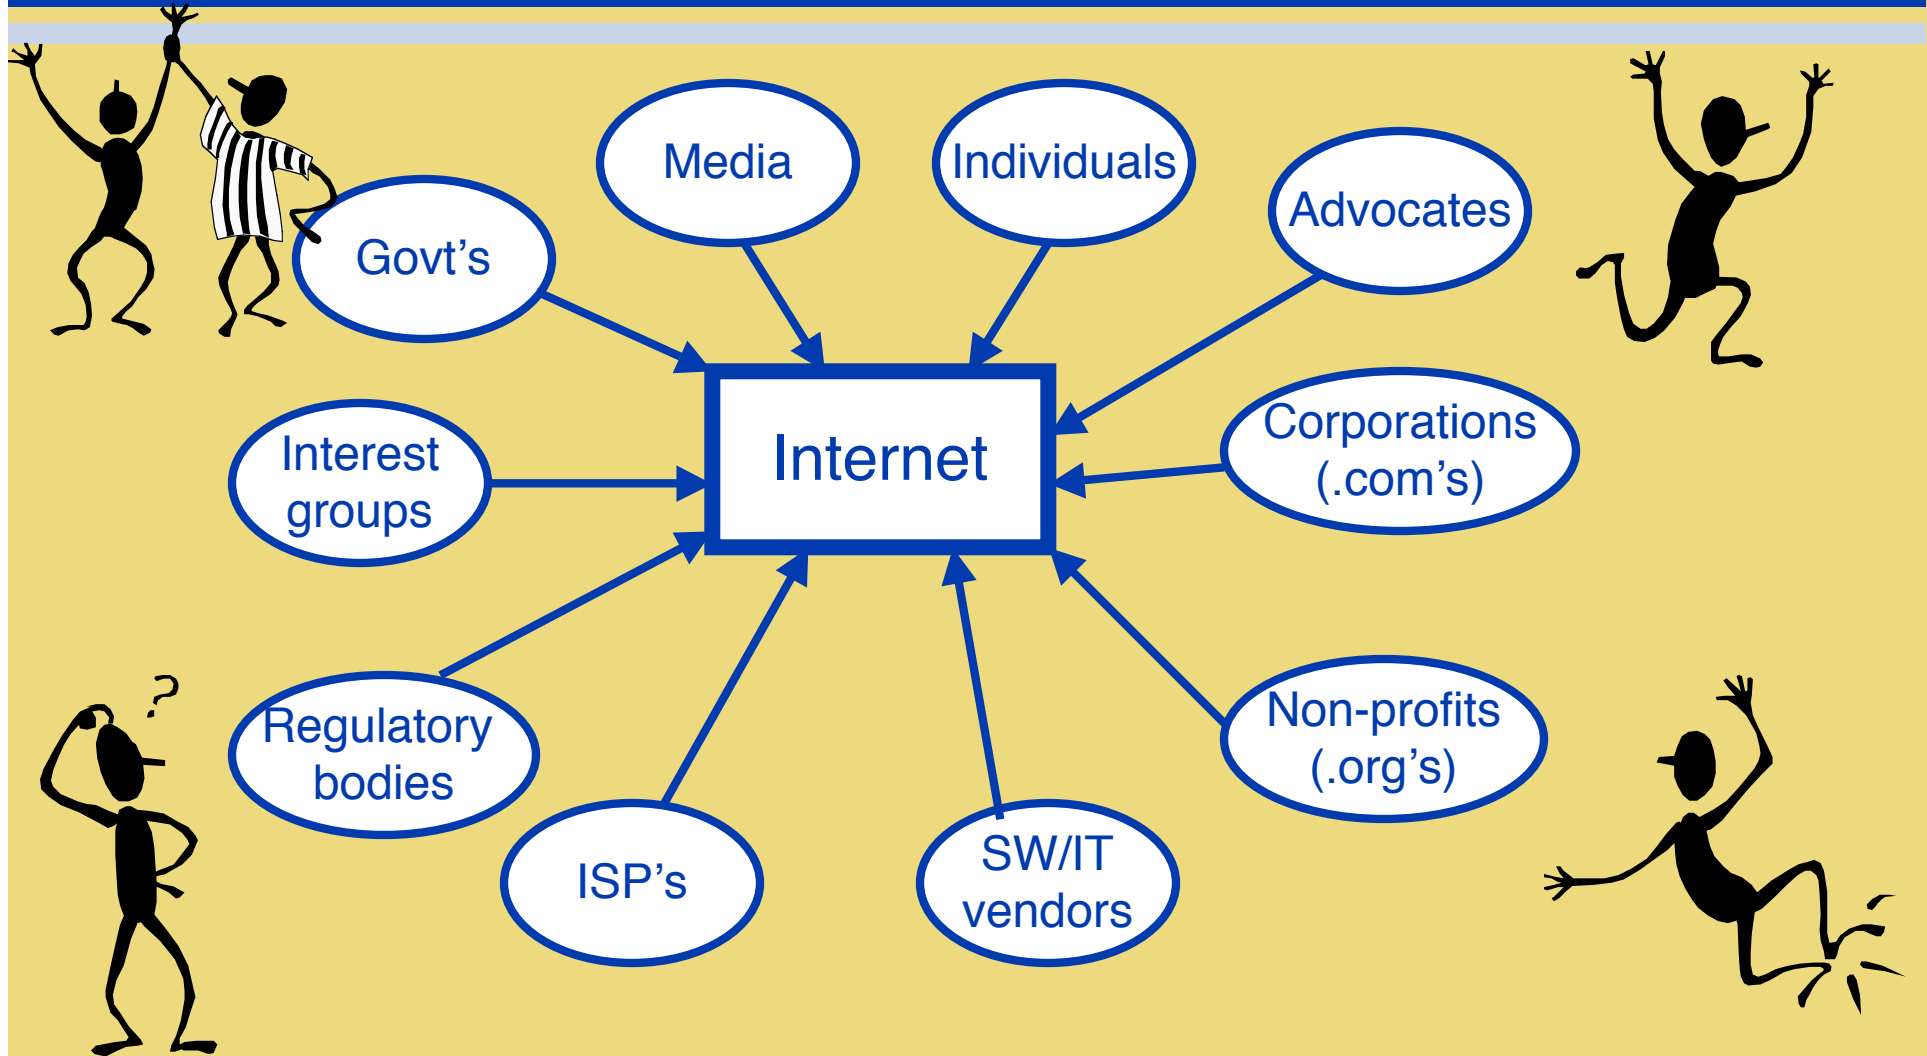 Media
Individuals
Advocates
Govt’s
Internet
Corporations
(.com’s)
Interest
groups
Regulatory
bodies
Non-profits
(.org’s)
ISP’s
SW/IT
vendors
?